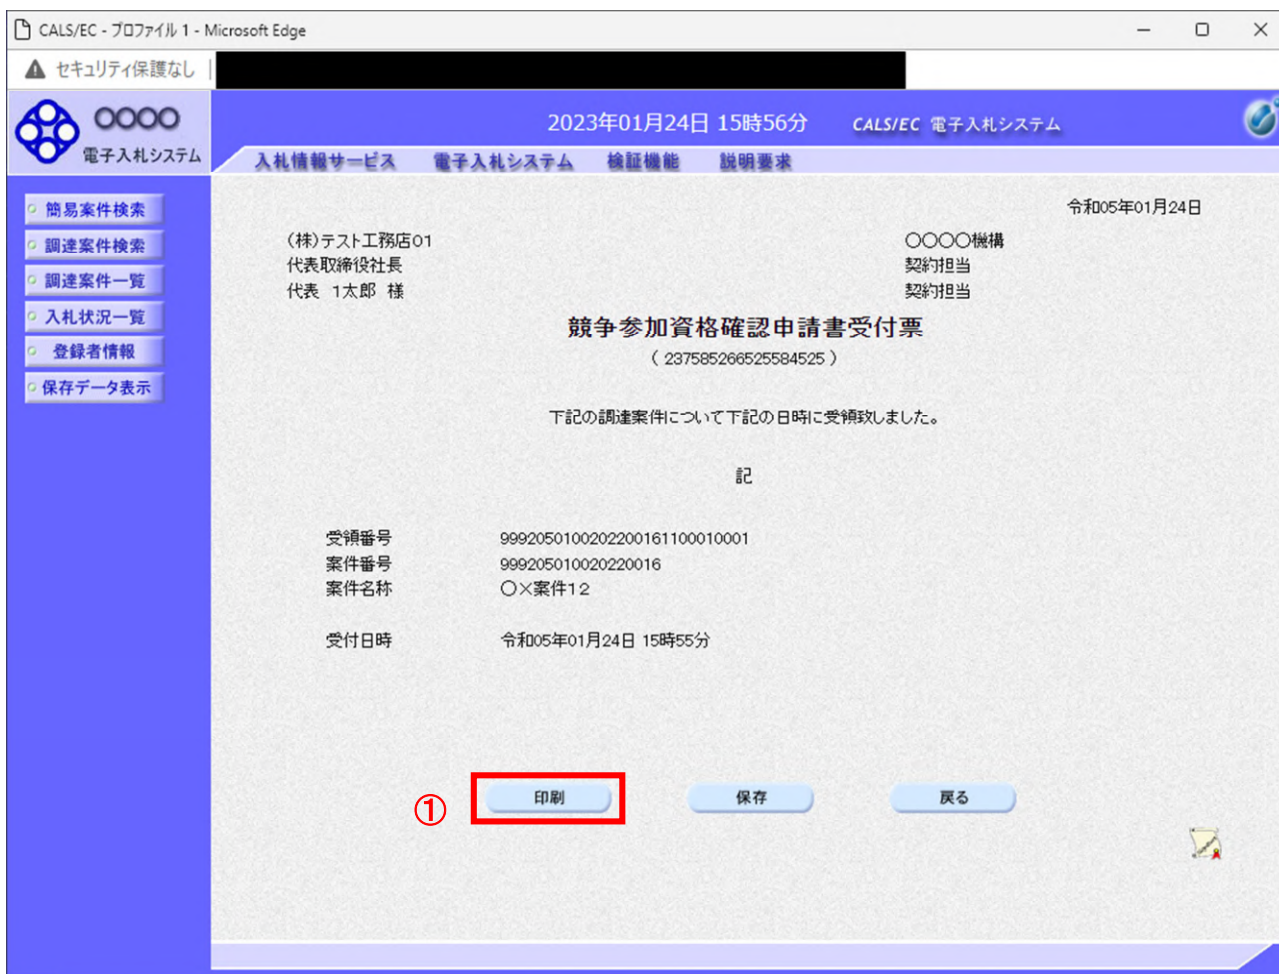 CALS/EC - プロファイル 1 - Microsoft Edge
セキュリティ保護なし
〇〇〇〇
電子入札システム
2023年01月24日 15時56分 CALS/EC 電子入札システム
入札情報サービス 電子入札システム 検証機能 説明要求
簡易案件検索
調達案件検索
調達案件一覧
入札状況一覧
登録者情報
保存データ表示
令和05年01月24日
(株)テスト工務店01
代表取締役社長
代表 1太郎 様
〇〇〇〇機構
契約担当
契約担当
競争参加資格確認申請書受付票
( 237585266525584525 )
下記の調達案件について下記の日時に受領致しました。
記
受領番号 9992050100202200161100010001
案件番号 999205010020220016
案件名称 〇×案件12
受付日時 令和05年01月24日 15時55分
① 印刷 保存 戻る